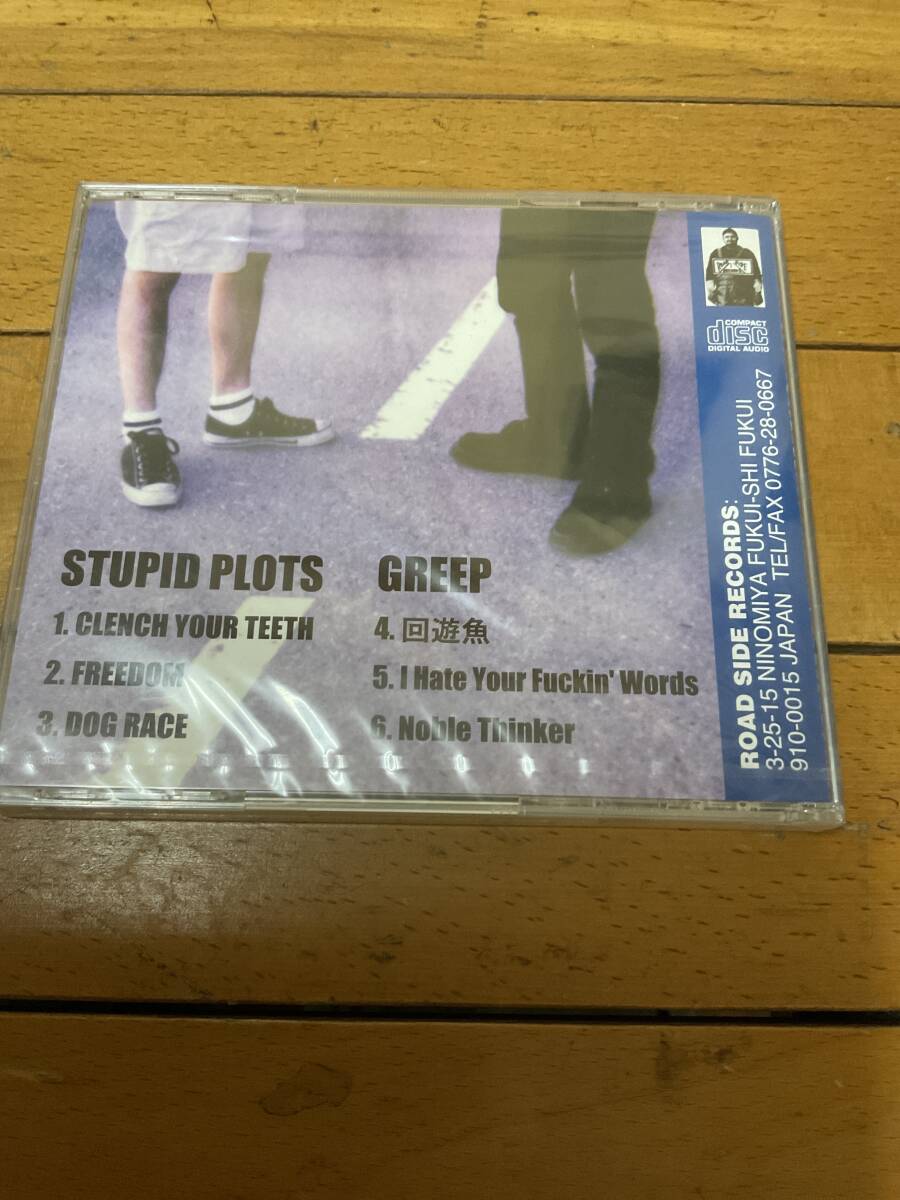 STUPID PLOTS
1. CLENCH YOUR TEETH
2. FREEDOM
3. DOG RACE
GREEP
4. 回遊魚
5. I Hate Your Fuckin' Words
6. Noble Thinker
COMPACT
disc
DIGITAL AUDIO
ROAD SIDE RECORDS:
3-25-15 NINOMIYA FUKUI-SHI FUKUI
910-0015 JAPAN TEL/FAX 0776-28-0667